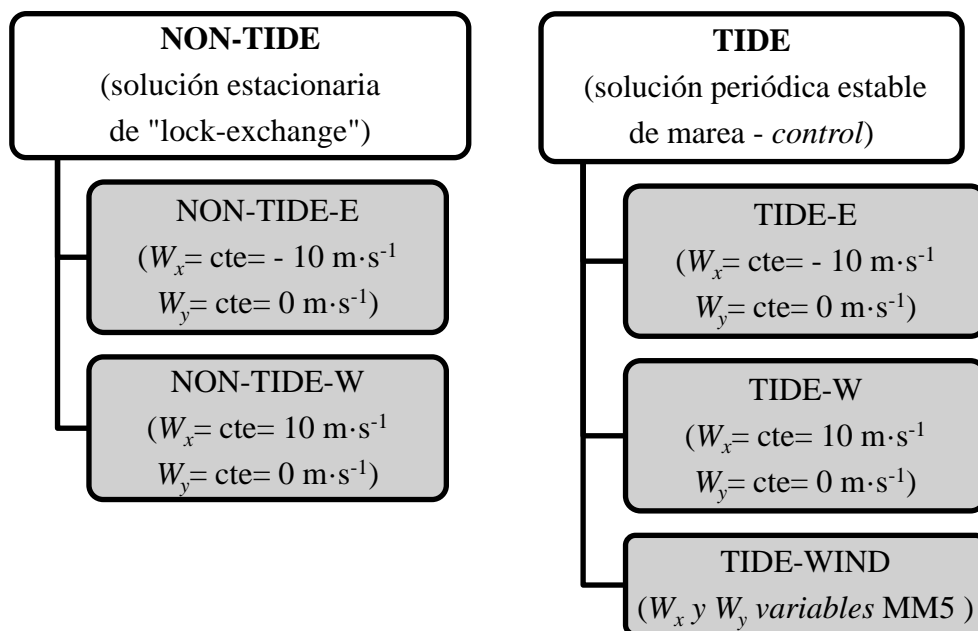 NON-TIDE
(solución estacionaria
de "lock-exchange")
NON-TIDE-E
(Wx= cte= - 10 m·s-1
Wy= cte= 0 m·s-1)
NON-TIDE-W
(Wx= cte= 10 m·s-1
Wy= cte= 0 m·s-1)
TIDE
(solución periódica estable
de marea - control)
TIDE-E
(Wx= cte= - 10 m·s-1
Wy= cte= 0 m·s-1)
TIDE-W
(Wx= cte= 10 m·s-1
Wy= cte= 0 m·s-1)
TIDE-WIND
(Wx y Wy variables MM5 )